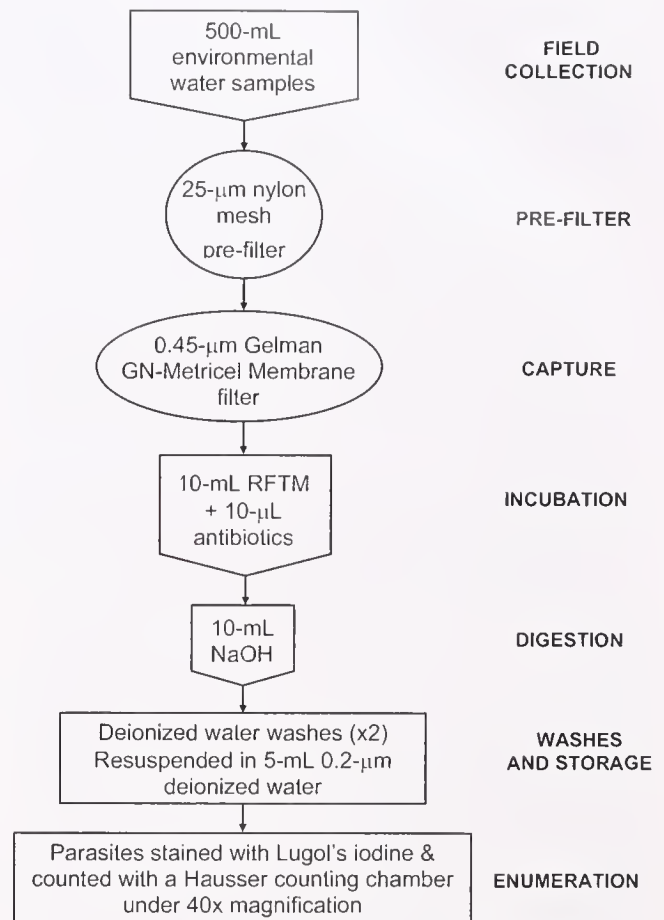 500-mL
environmental
water samples
FIELD
COLLECTION
25-μm nylon
mesh
pre-filter
PRE-FILTER
0.45-μm Gelman
GN-Metricel Membrane
filter
CAPTURE
10-mL RFTM
+ 10-μL
antibiotics
INCUBATION
10-mL
NaOH
DIGESTION
Deionized water washes (x2)
Resuspended in 5-mL 0.2-μm
deionized water
WASHES
AND STORAGE
Parasites stained with Lugol's iodine &
counted with a Hausser counting chamber
under 40x magnification
ENUMERATION